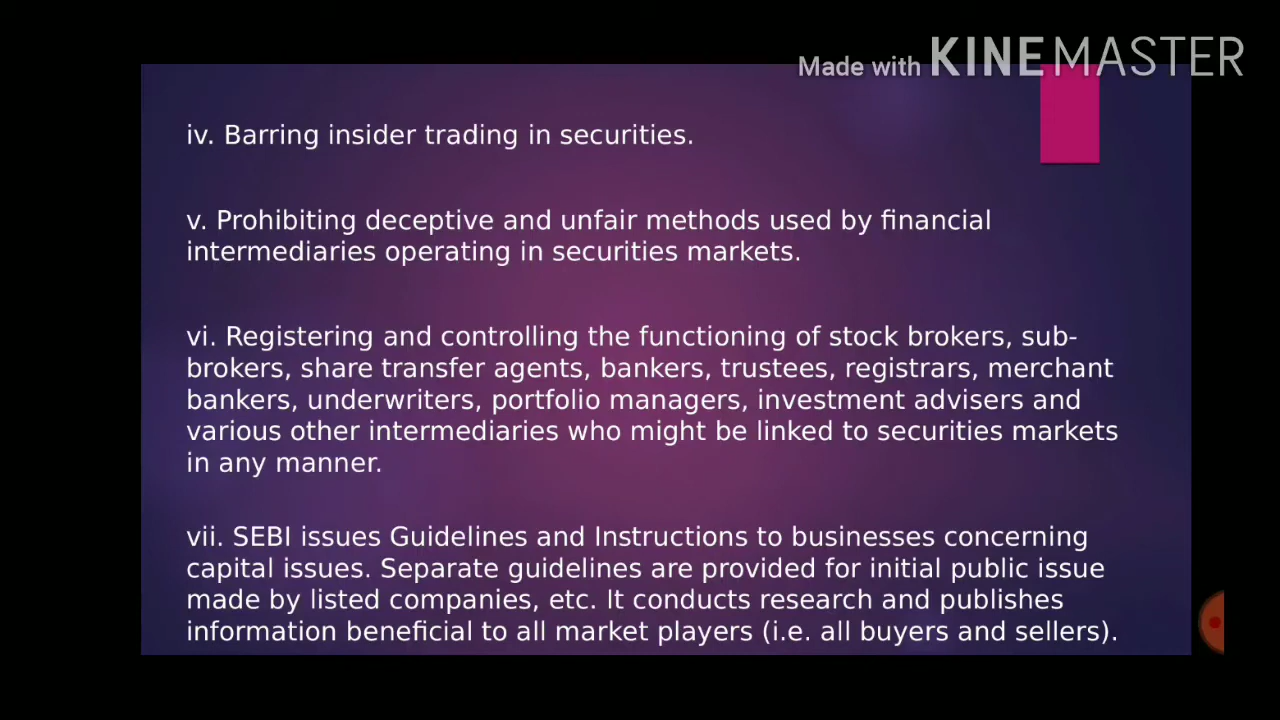 Made with KINEMASTER
iv. Barring insider trading in securities.
v. Prohibiting deceptive and unfair methods used by financial
intermediaries operating in securities markets.
vi. Registering and controlling the functioning of stock brokers, sub-
brokers, share transfer agents, bankers, trustees, registrars, merchant
bankers, underwriters, portfolio managers, investment advisers and
various other intermediaries who might be linked to securities markets
in any manner.
vii. SEBI issues Guidelines and Instructions to businesses concerning
capital issues. Separate guidelines are provided for initial public issue
made by listed companies, etc. It conducts research and publishes
information beneficial to all market players (i.e. all buyers and sellers).